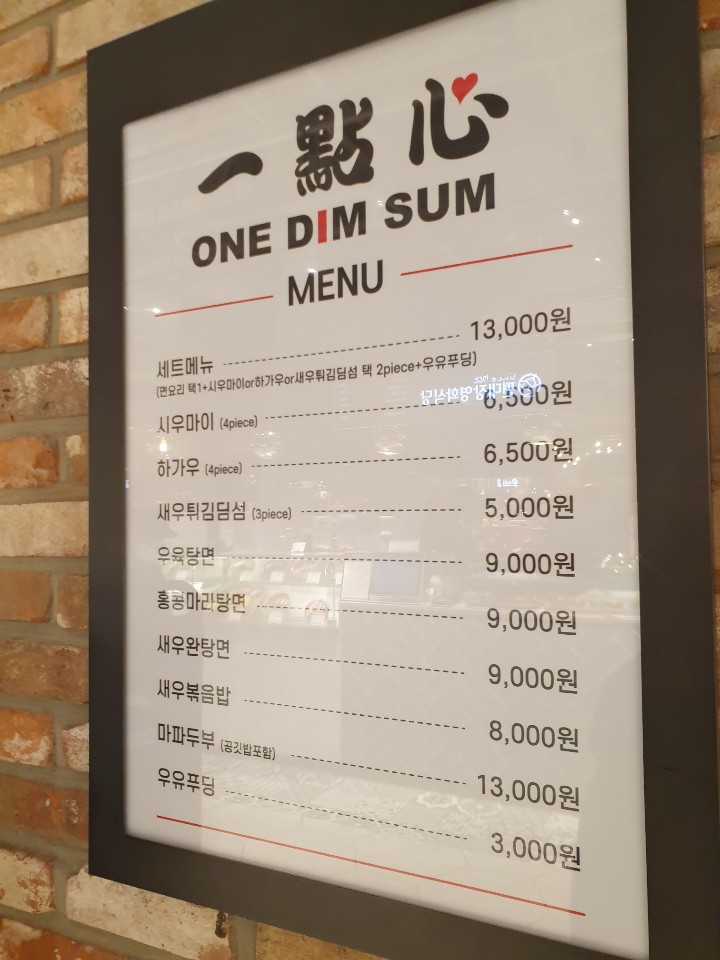 一點心
ONE DIM SUM
MENU
세트메뉴 13,000원
(면요리 택1+시우마이or하가우or새우튀김딤섬 택 2piece+우유푸딩)
시우마이 (4piece) 6,500원
하가우 (4piece) 6,500원
새우튀김딤섬 (3piece) 5,000원
우육탕면 9,000원
홍콩마라탕면 9,000원
새우완탕면 9,000원
새우볶음밥 8,000원
마파두부 (공깃밥포함) 13,000원
우유푸딩 3,000원